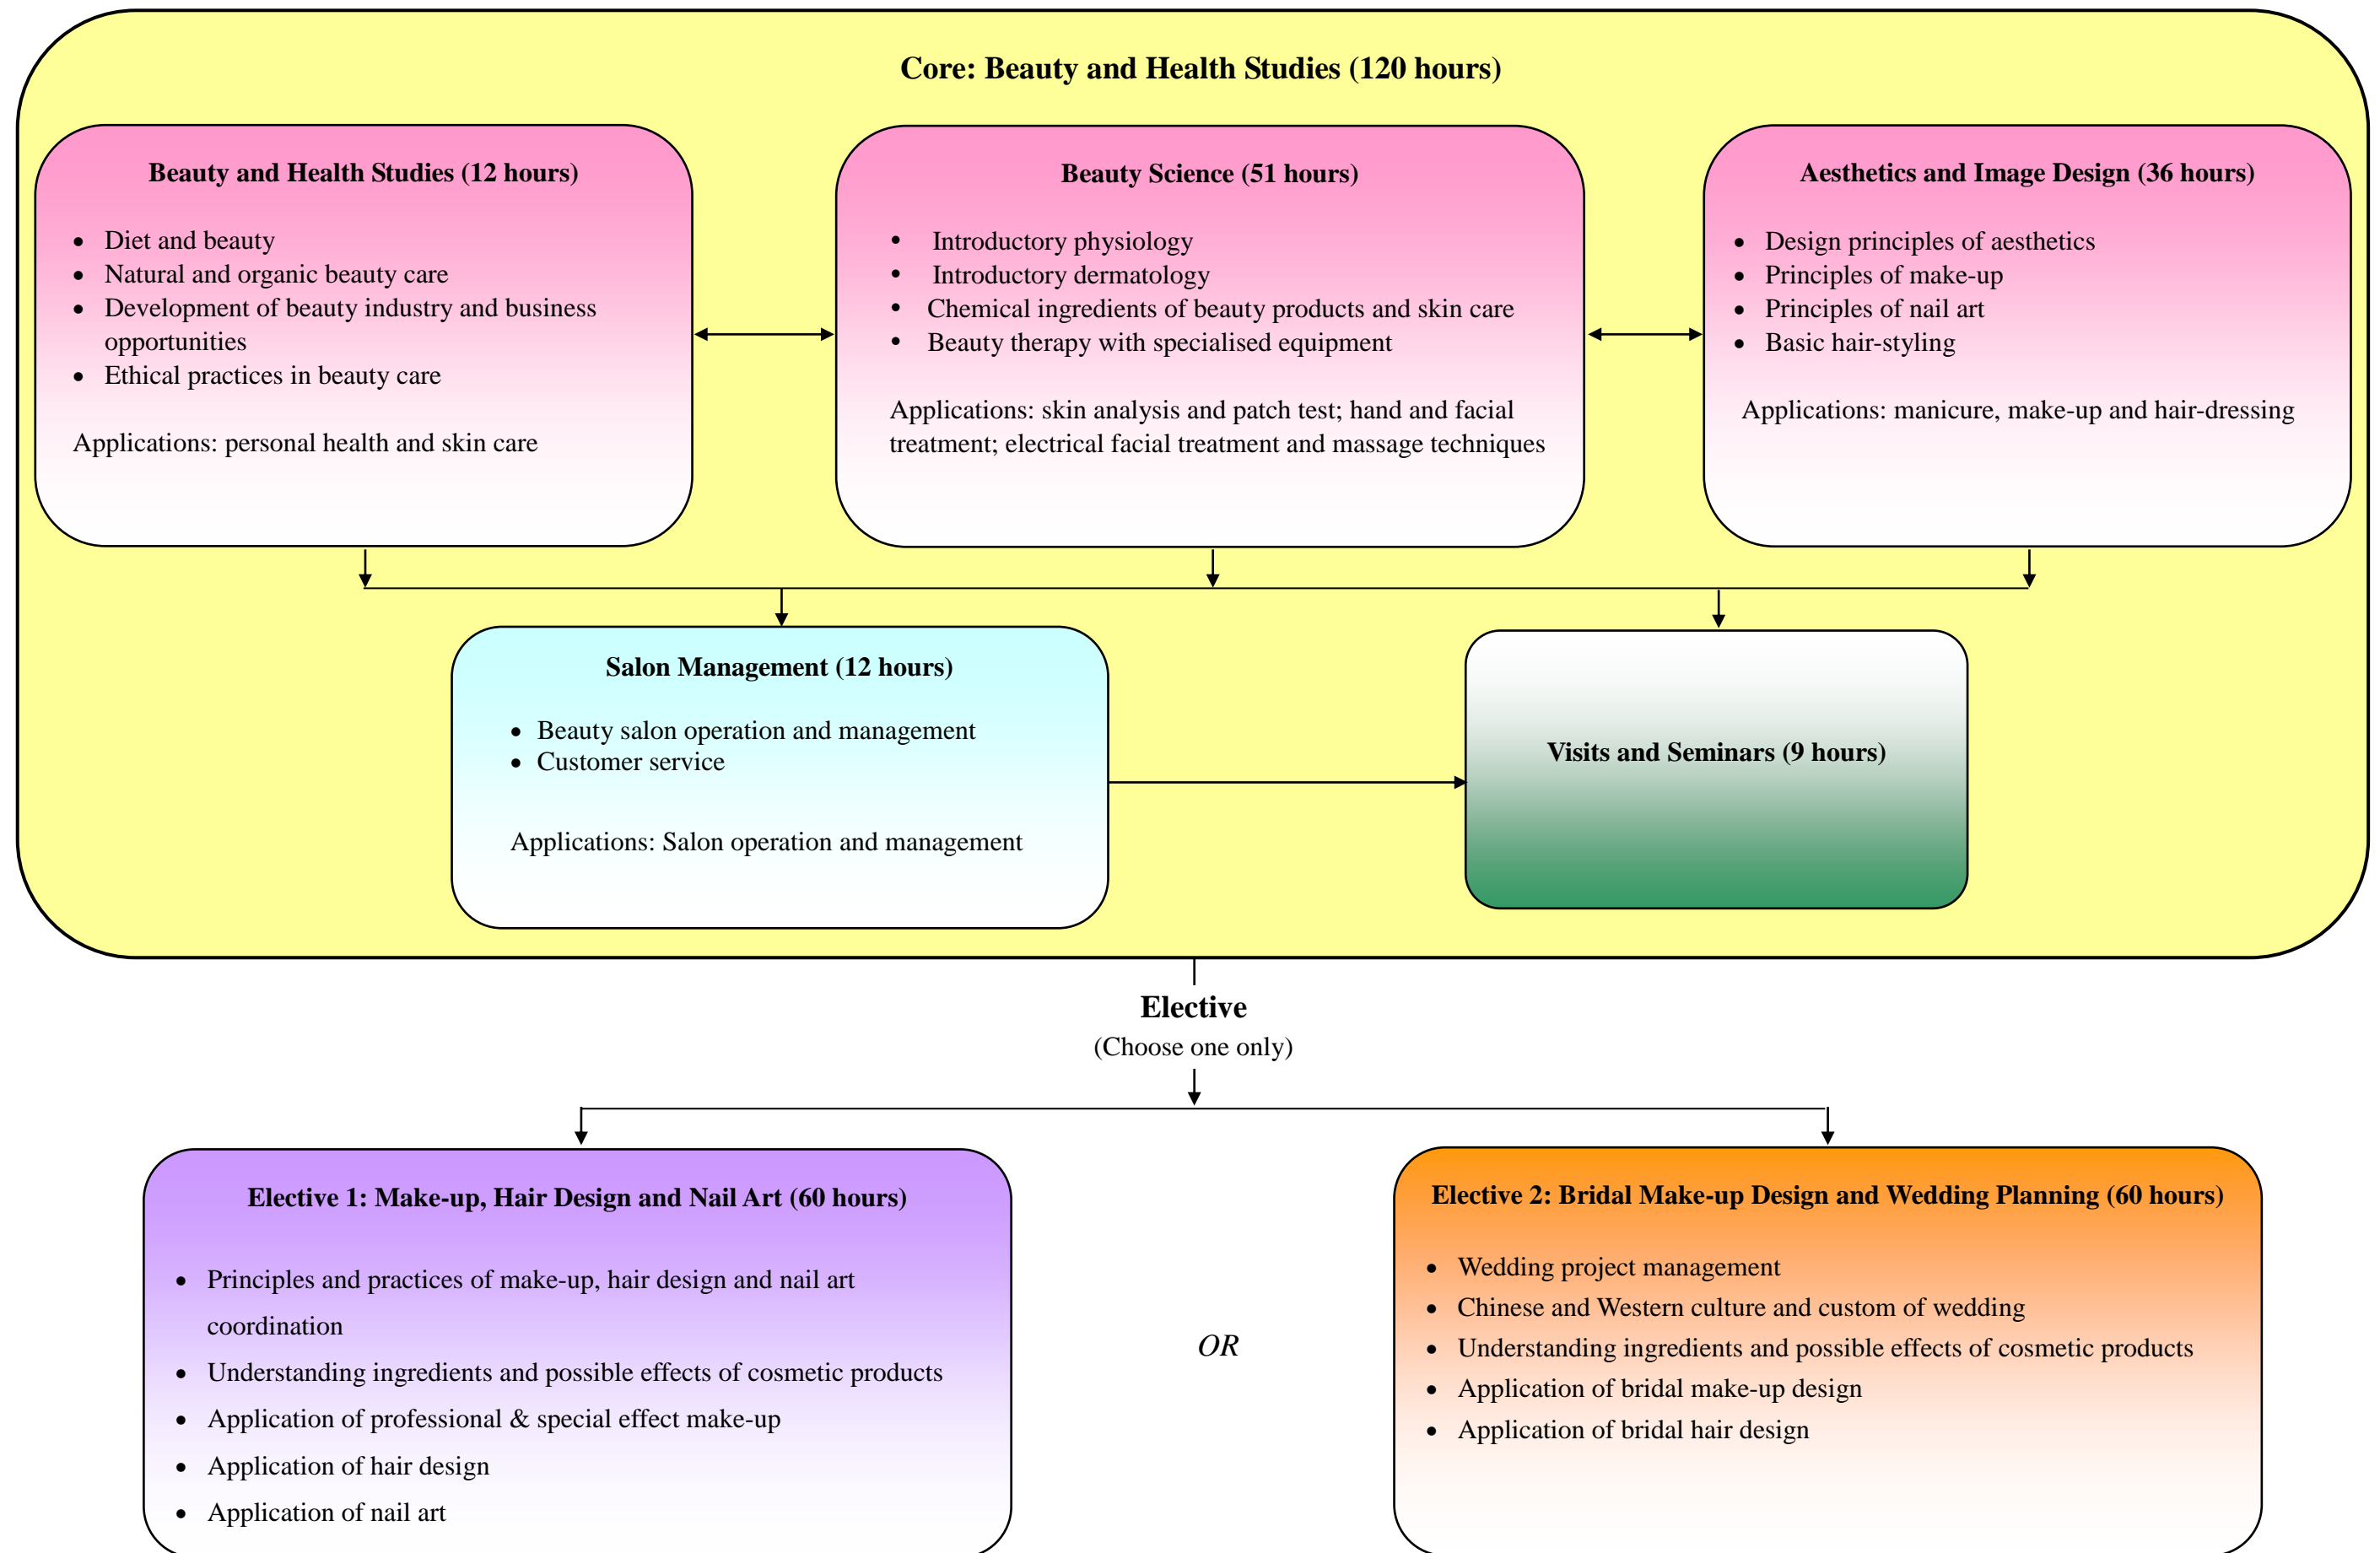 Core: Beauty and Health Studies (120 hours)
Beauty and Health Studies (12 hours)
• Diet and beauty
• Natural and organic beauty care
• Development of beauty industry and business
opportunities
• Ethical practices in beauty care
Applications: personal health and skin care
Beauty Science (51 hours)
• Introductory physiology
• Introductory dermatology
• Chemical ingredients of beauty products and skin care
• Beauty therapy with specialised equipment
Applications: skin analysis and patch test; hand and facial
treatment; electrical facial treatment and massage techniques
Aesthetics and Image Design (36 hours)
• Design principles of aesthetics
• Principles of make-up
• Principles of nail art
• Basic hair-styling
Applications: manicure, make-up and hair-dressing
Salon Management (12 hours)
• Beauty salon operation and management
• Customer service
Applications: Salon operation and management
Visits and Seminars (9 hours)
Elective
(Choose one only)
Elective 1: Make-up, Hair Design and Nail Art (60 hours)
• Principles and practices of make-up, hair design and nail art
coordination
• Understanding ingredients and possible effects of cosmetic products
• Application of professional & special effect make-up
• Application of hair design
• Application of nail art
OR
Elective 2: Bridal Make-up Design and Wedding Planning (60 hours)
• Wedding project management
• Chinese and Western culture and custom of wedding
• Understanding ingredients and possible effects of cosmetic products
• Application of bridal make-up design
• Application of bridal hair design